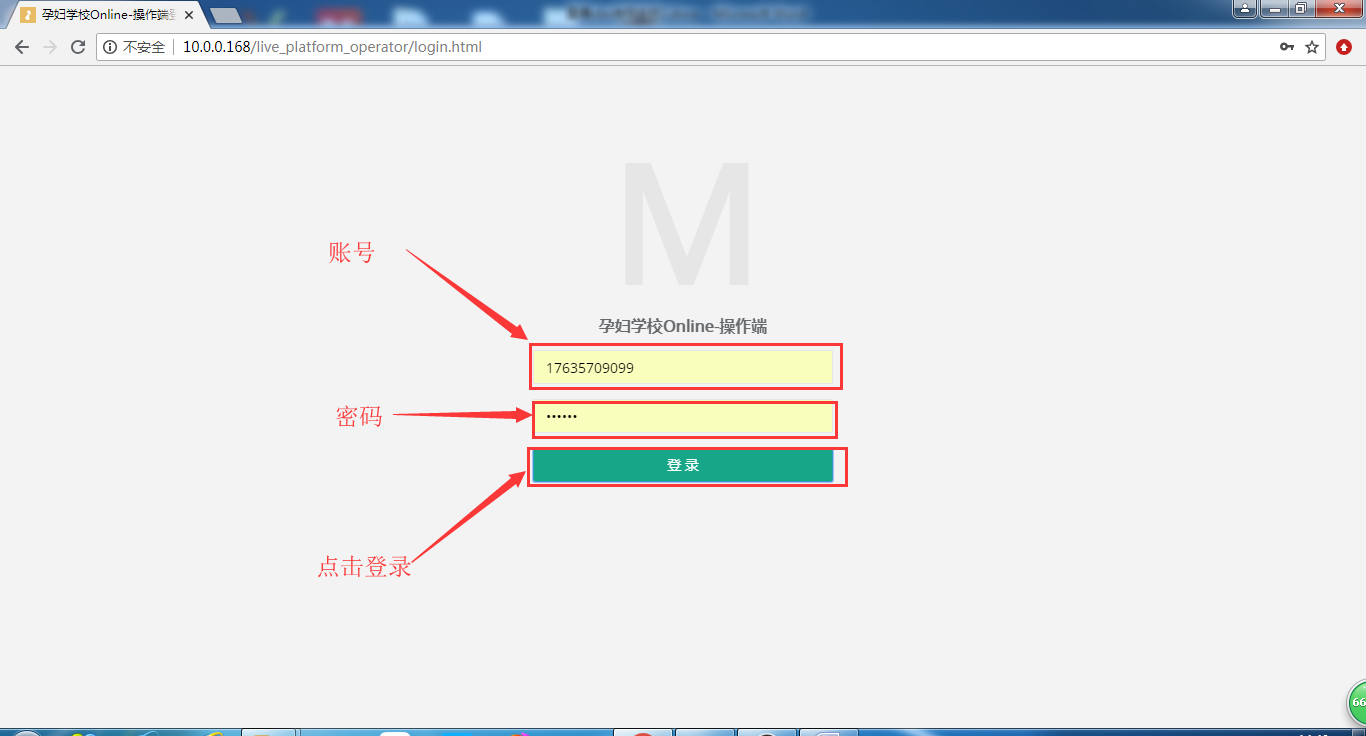 孕妇学校Online-操作端
不安全
10.0.0.168/live_platform_operator/login.html
M
账号
孕妇学校Online-操作端
17635709099
密码
••••••
登 录
点击登录
66